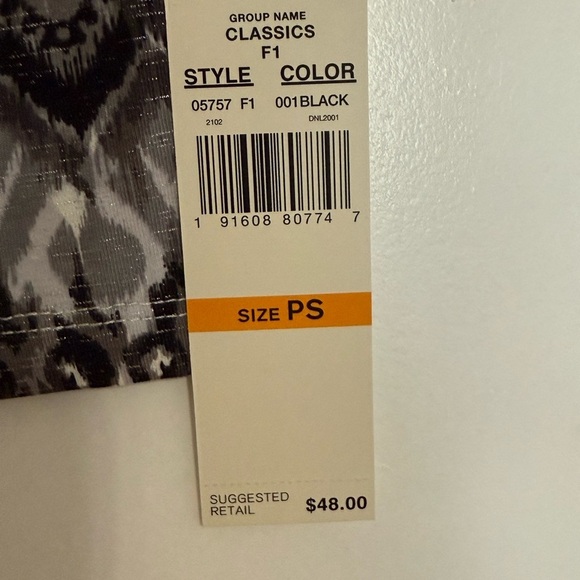 GROUP NAME
CLASSICS
F1
STYLE COLOR
05757 F1 001BLACK
2102 DNL2001
1 91608 80774 7
SIZE PS
SUGGESTED
RETAIL $48.00